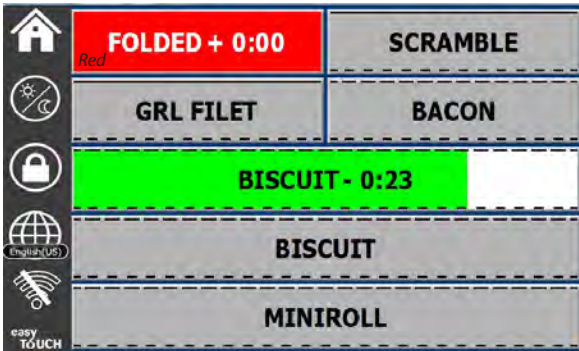 FOLDED + 0:00
Red
SCRAMBLE
GRL FILET
BACON
BISCUIT - 0:23
English(US)
BISCUIT
easy
TOUCH
MINIROLL